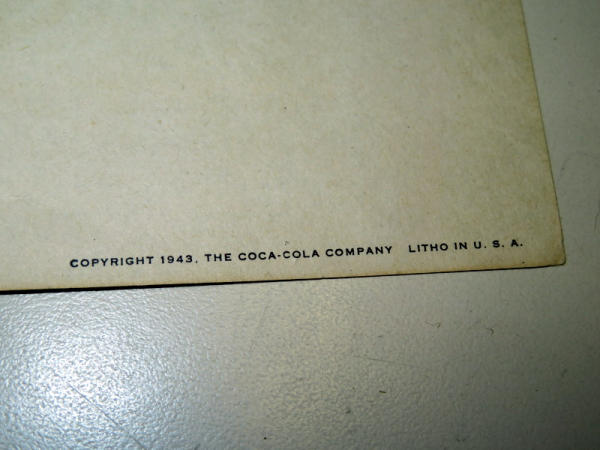 COPYRIGHT 1943, THE COCA-COLA COMPANY LITHO IN U. S. A.